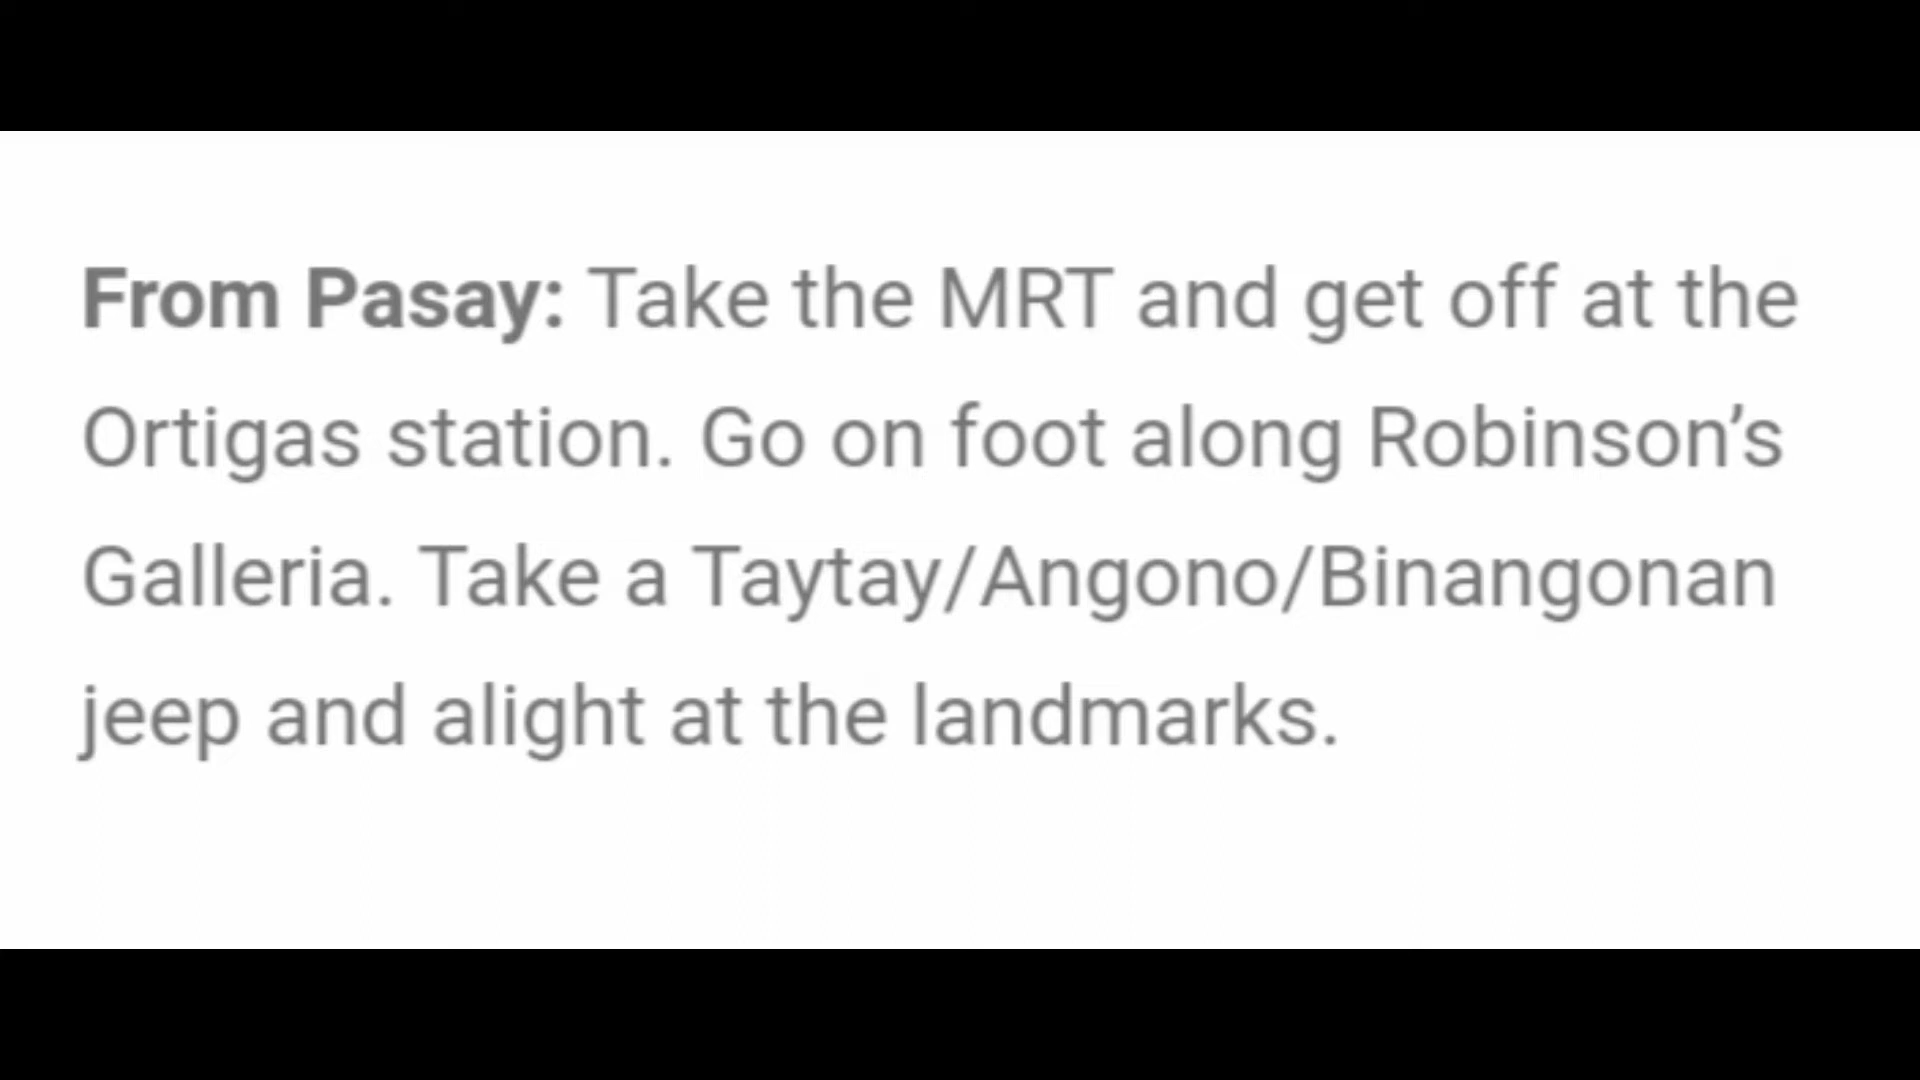 From Pasay: Take the MRT and get off at the
Ortigas station. Go on foot along Robinson’s
Galleria. Take a Taytay/Angono/Binangonan
jeep and alight at the landmarks.